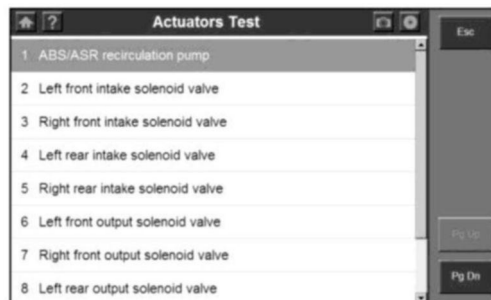 ? Actuators Test
Esc
1 ABS/ASR recirculation pump
2 Left front intake solenoid valve
3 Right front intake solenoid valve
4 Left rear intake solenoid valve
5 Right rear intake solenoid valve
6 Left front output solenoid valve
7 Right front output solenoid valve
8 Left rear output solenoid valve
Pg Up
Pg Dn